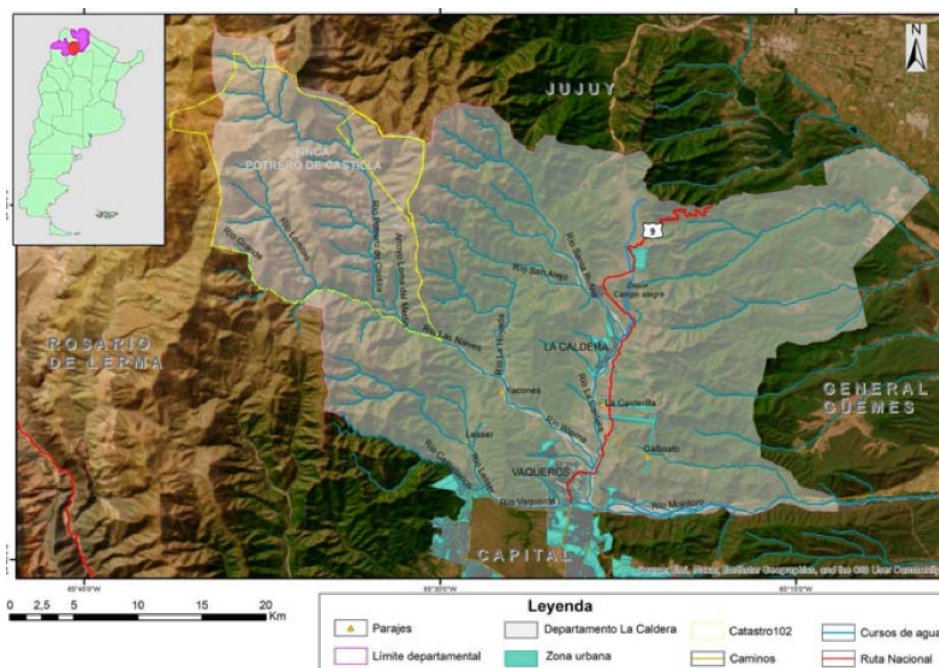 JUJUY
N
FINCA
POTRERO DE CASTILLA
9
Río Grande
Río Potrero de Castilla
Río San Alejo
Dique
Campo alegre
ROSARIO
DE LERMA
Río Las Nieves
LA CALDERA
GENERAL
GÜEMES
Yacones
Río La Caldera
La Calderilla
Río Wierna
Lesser
Gallinato
VAQUEROS
Río Lesser
Río Vaqueros
Río Mojotoro
CAPITAL
0 2,5 5 10 15 20
Km
Leyenda
Parajes
Departamento La Caldera
Catastro102
Cursos de agua
Límite departamental
Zona urbana
Caminos
Ruta Nacional